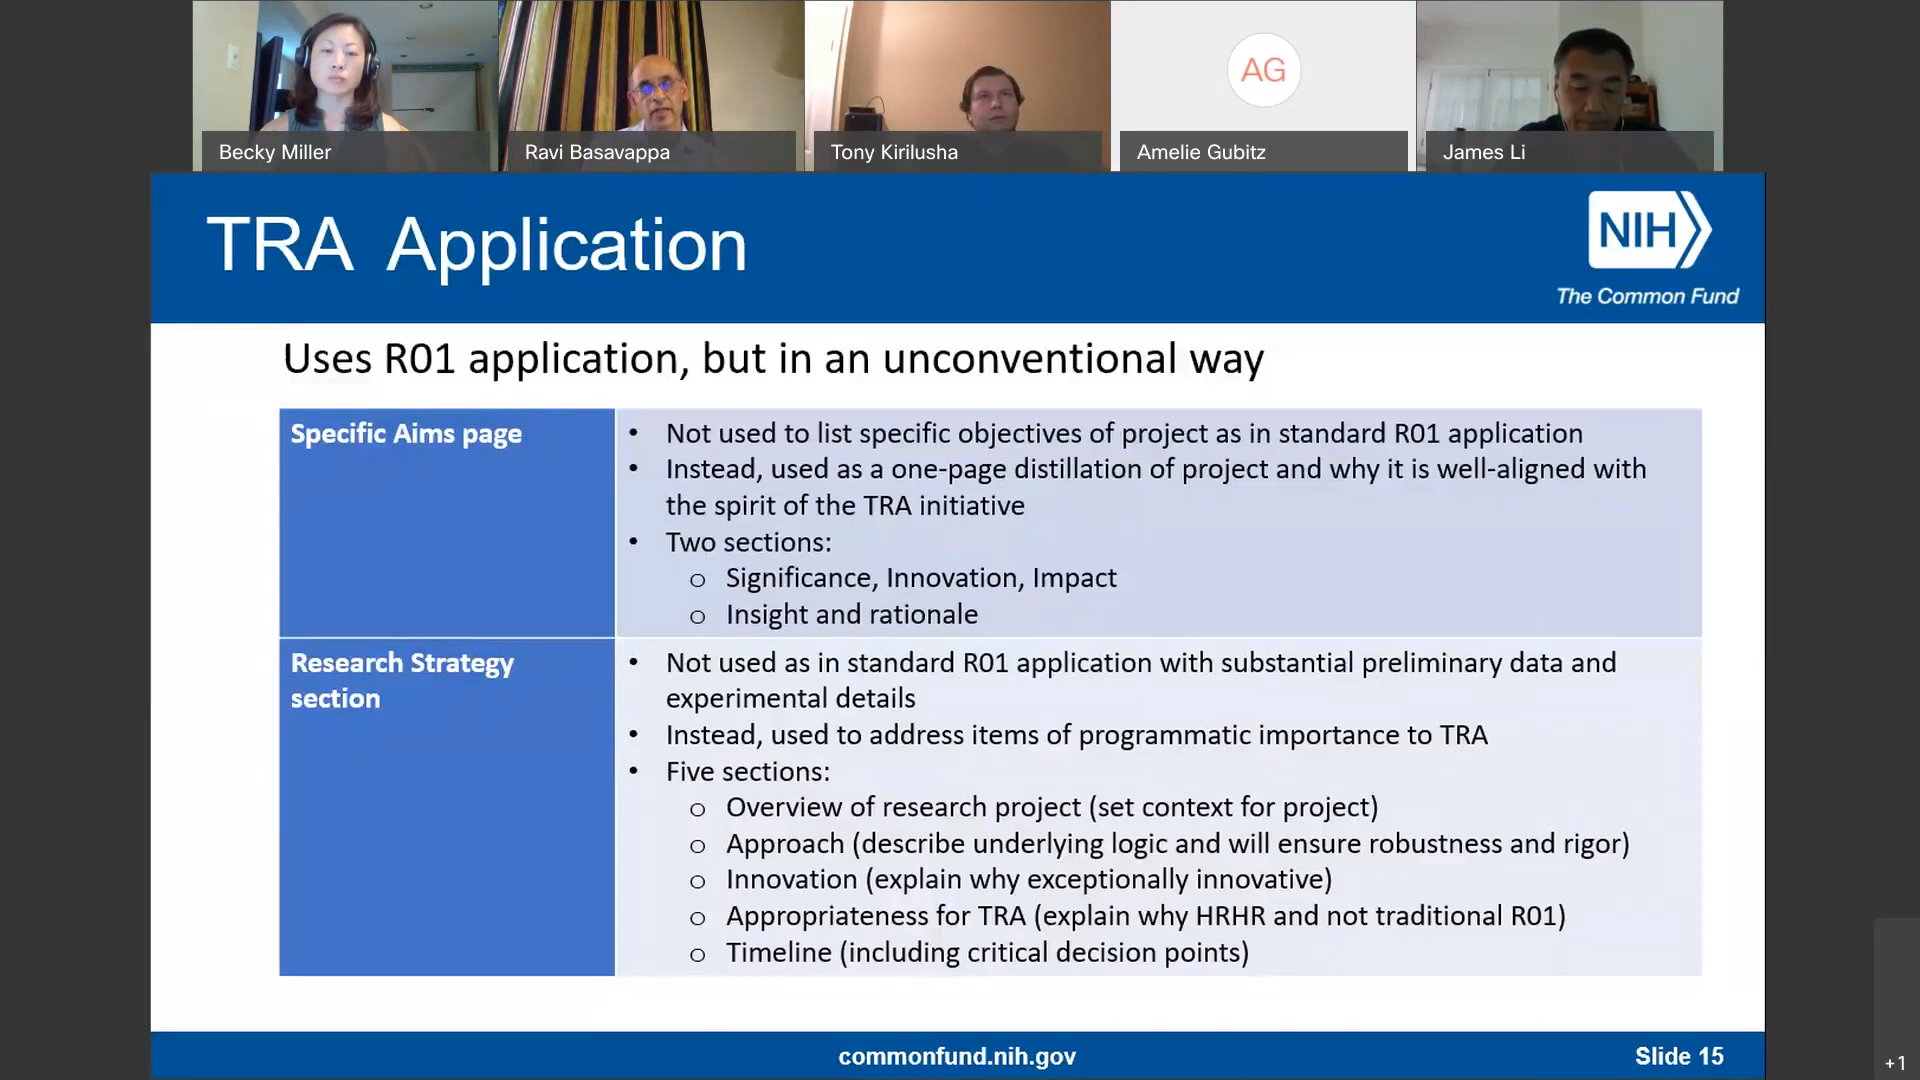 AG
Becky Miller
Ravi Basavappa
Tony Kirilusha
Amelie Gubitz
James Li
TRA Application
NIH
The Common Fund
Uses R01 application, but in an unconventional way
Specific Aims page
• Not used to list specific objectives of project as in standard R01 application
• Instead, used as a one-page distillation of project and why it is well-aligned with
the spirit of the TRA initiative
• Two sections:
o Significance, Innovation, Impact
o Insight and rationale
Research Strategy
section
• Not used as in standard R01 application with substantial preliminary data and
experimental details
• Instead, used to address items of programmatic importance to TRA
• Five sections:
o Overview of research project (set context for project)
o Approach (describe underlying logic and will ensure robustness and rigor)
o Innovation (explain why exceptionally innovative)
o Appropriateness for TRA (explain why HRHR and not traditional R01)
o Timeline (including critical decision points)
commonfund.nih.gov
Slide 15
+1